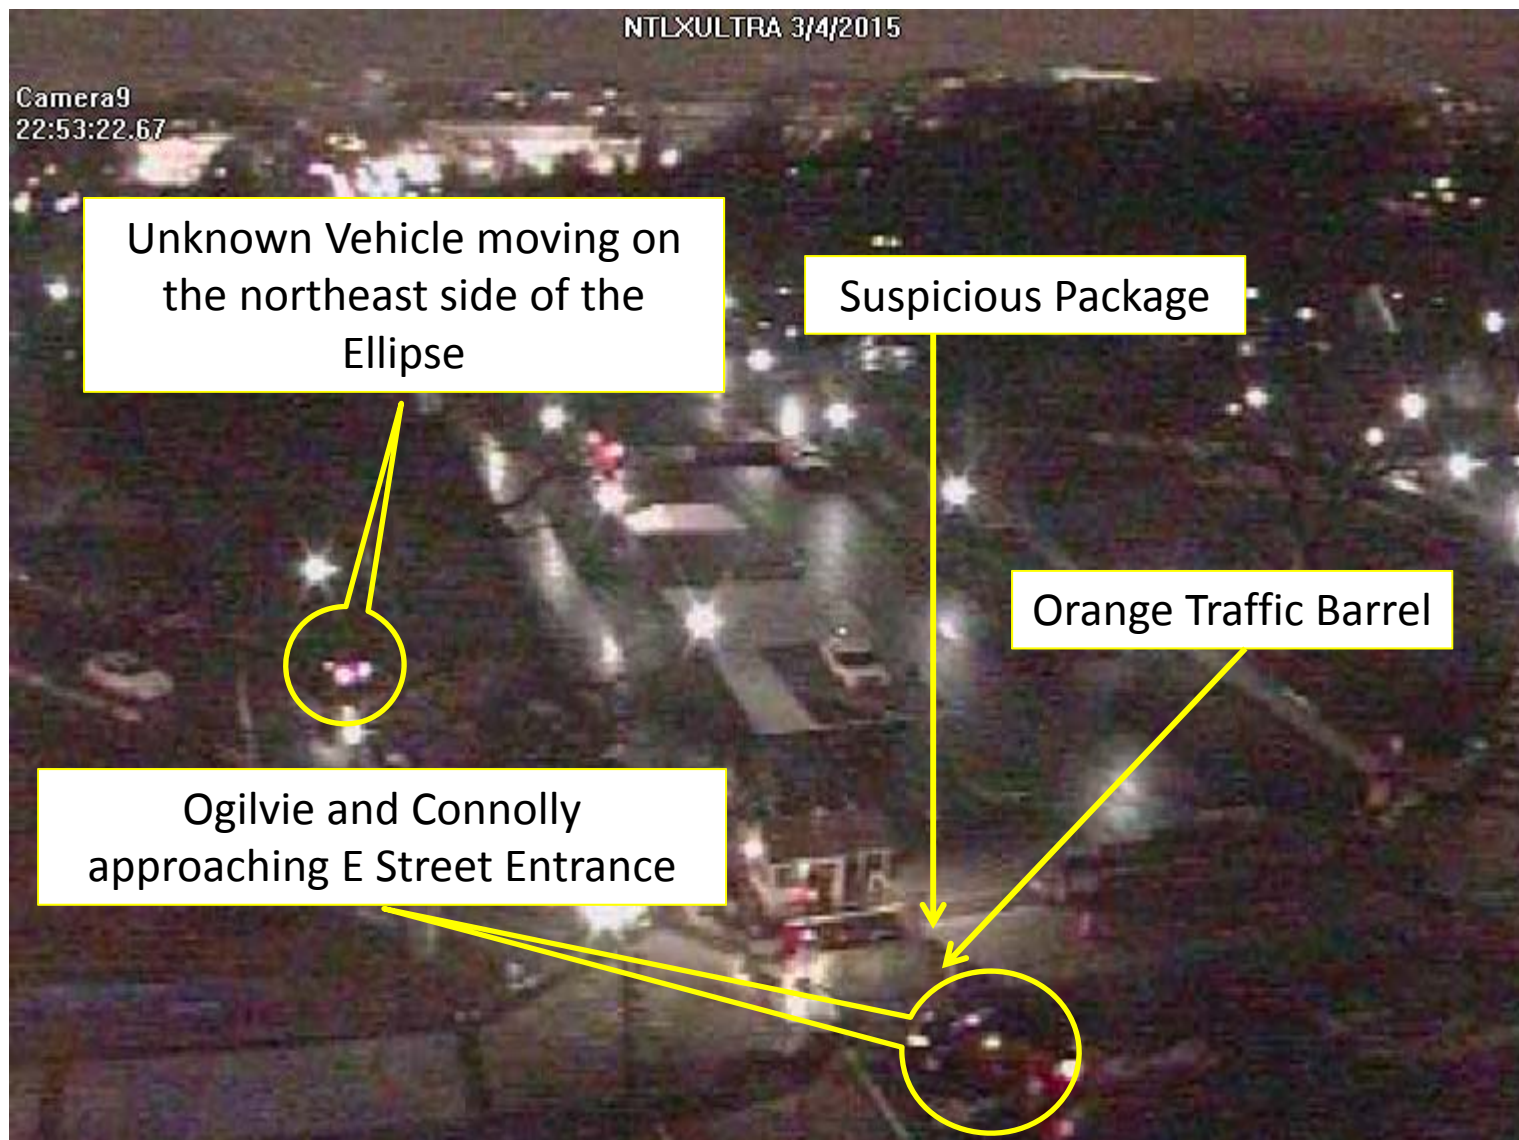 NTLXULTRA 3/4/2015
Camera9
22:53:22.67
Unknown Vehicle moving on
the northeast side of the
Ellipse
Suspicious Package
Orange Traffic Barrel
Ogilvie and Connolly
approaching E Street Entrance